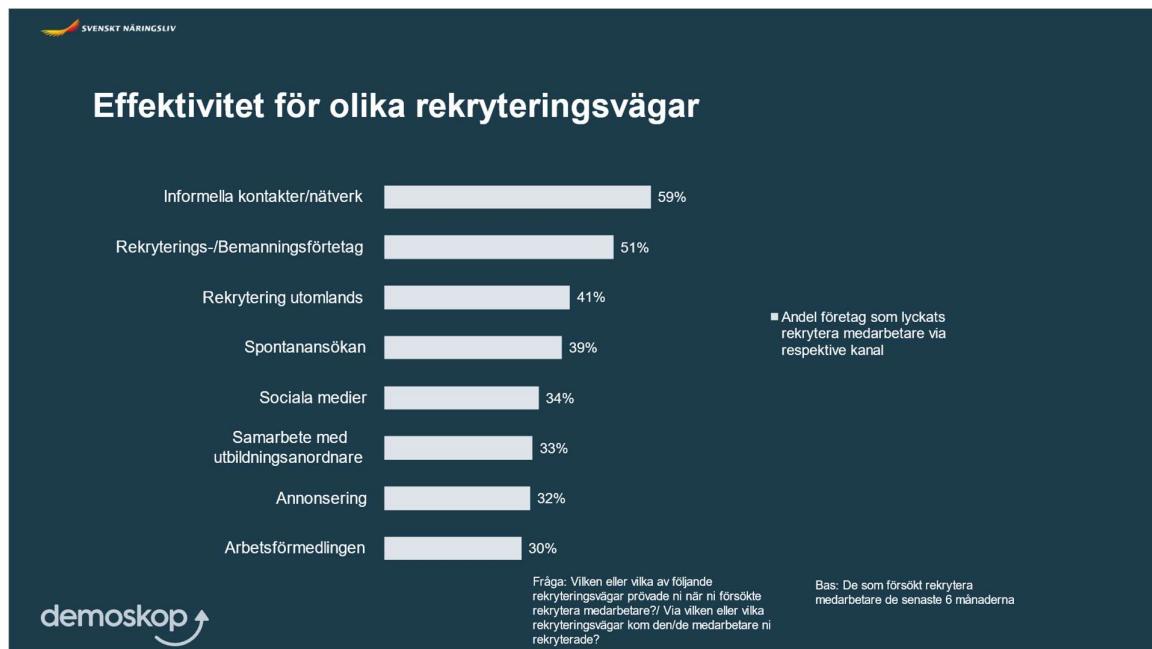 SVENSKT NÄRINGSLIV
Effektivitet för olika rekryteringsvägar
Informella kontakter/nätverk
59%
Rekryterings-/Bemanningsförtetag
51%
Rekrytering utomlands
41%
Spontanansökan
39%
Sociala medier
34%
Samarbete med
utbildningsanordnare
33%
Annonsering
32%
Arbetsförmedlingen
30%
Andel företag som lyckats
rekrytera medarbetare via
respektive kanal
Fråga: Vilken eller vilka av följande
rekryteringsvägar prövade ni när ni försökte
rekrytera medarbetare?/ Via vilken eller vilka
rekryteringsvägar kom den/de medarbetare ni
rekryterade?
Bas: De som försökt rekrytera
medarbetare de senaste 6 månaderna
demoskop